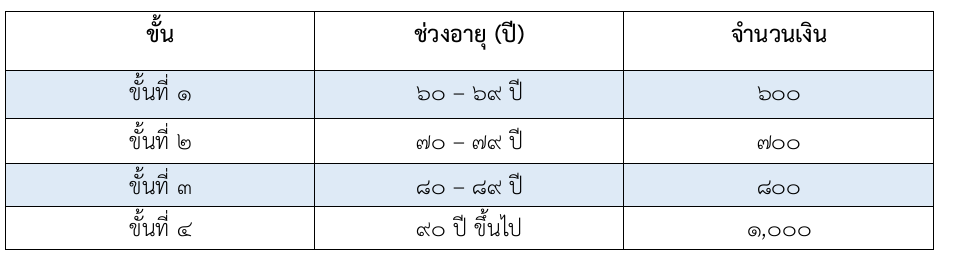 ขั้น ช่วงอายุ (ปี) จำนวนเงิน
ขั้นที่ ๑ ๖๐ – ๖๙ ปี ๖๐๐
ขั้นที่ ๒ ๗๐ – ๗๙ ปี ๗๐๐
ขั้นที่ ๓ ๘๐ – ๘๙ ปี ๘๐๐
ขั้นที่ ๔ ๙๐ ปี ขึ้นไป ๑,๐๐๐